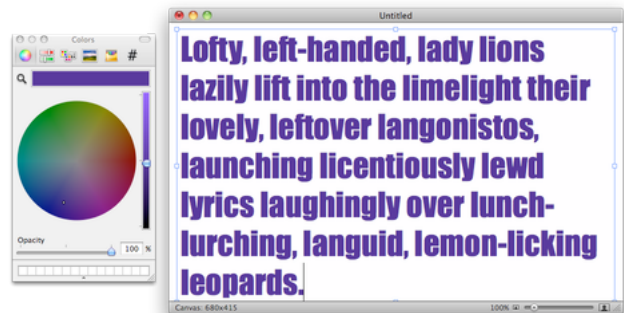 Colors
Opacity
100 %
Untitled
Lofty, left-handed, lady lions
lazily lift into the limelight their
lovely, leftover langonistos,
launching licentiously lewd
lyrics laughingly over lunch-
lurching, languid, lemon-licking
leopards.
Canvas: 680x415
100%